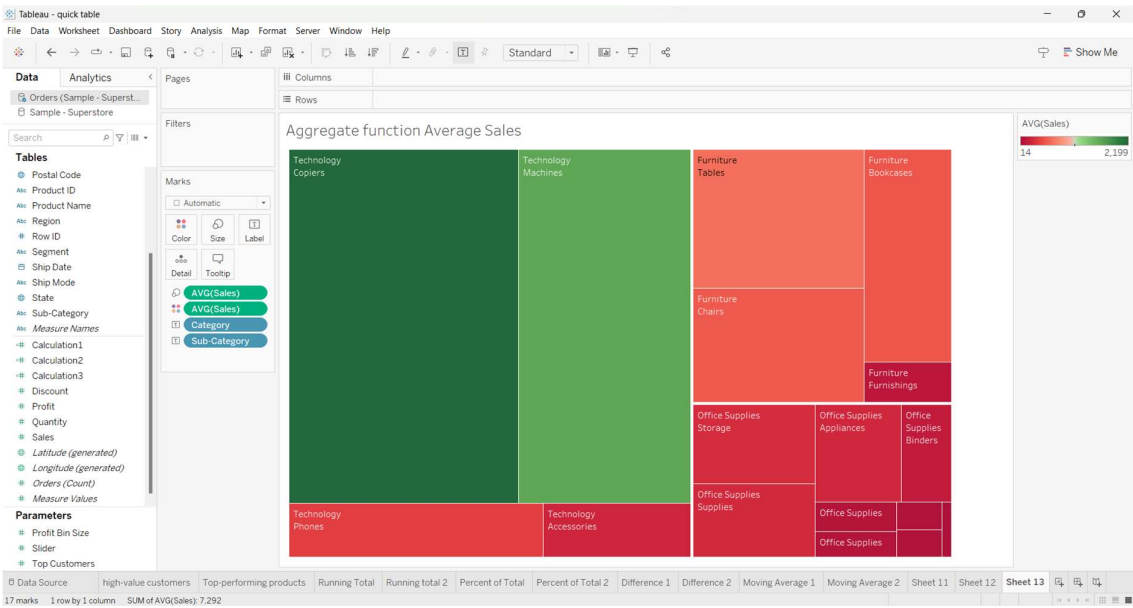 Tableau - quick table
File Data Worksheet Dashboard Story Analysis Map Format Server Window Help
Standard
Show Me
Data Analytics
Orders (Sample - Superst...
Sample - Superstore
Search
Tables
Postal Code
Abc Product ID
Abc Product Name
Abc Region
# Row ID
Abc Segment
Ship Date
Abc Ship Mode
State
Abc Sub-Category
Abc Measure Names
=# Calculation1
=# Calculation2
=# Calculation3
# Discount
# Profit
# Quantity
# Sales
Latitude (generated)
Longitude (generated)
# Orders (Count)
# Measure Values
Parameters
# Profit Bin Size
# Slider
# Top Customers
Pages
Filters
Marks
Automatic
Color Size Label
Detail Tooltip
AVG(Sales)
AVG(Sales)
Category
Sub-Category
Columns
Rows
Aggregate function Average Sales
Technology
Copiers
Technology
Machines
Technology
Phones
Technology
Accessories
Furniture
Tables
Furniture
Bookcases
Furniture
Chairs
Furniture
Furnishings
Office Supplies
Storage
Office Supplies
Appliances
Office
Supplies
Binders
Office Supplies
Supplies
Office Supplies
Office Supplies
AVG(Sales)
14 2,199
Data Source high-value customers Top-performing products Running Total Running total 2 Percent of Total Percent of Total 2 Difference 1 Difference 2 Moving Average 1 Moving Average 2 Sheet 11 Sheet 12 Sheet 13
17 marks 1 row by 1 column SUM of AVG(Sales): 7.292